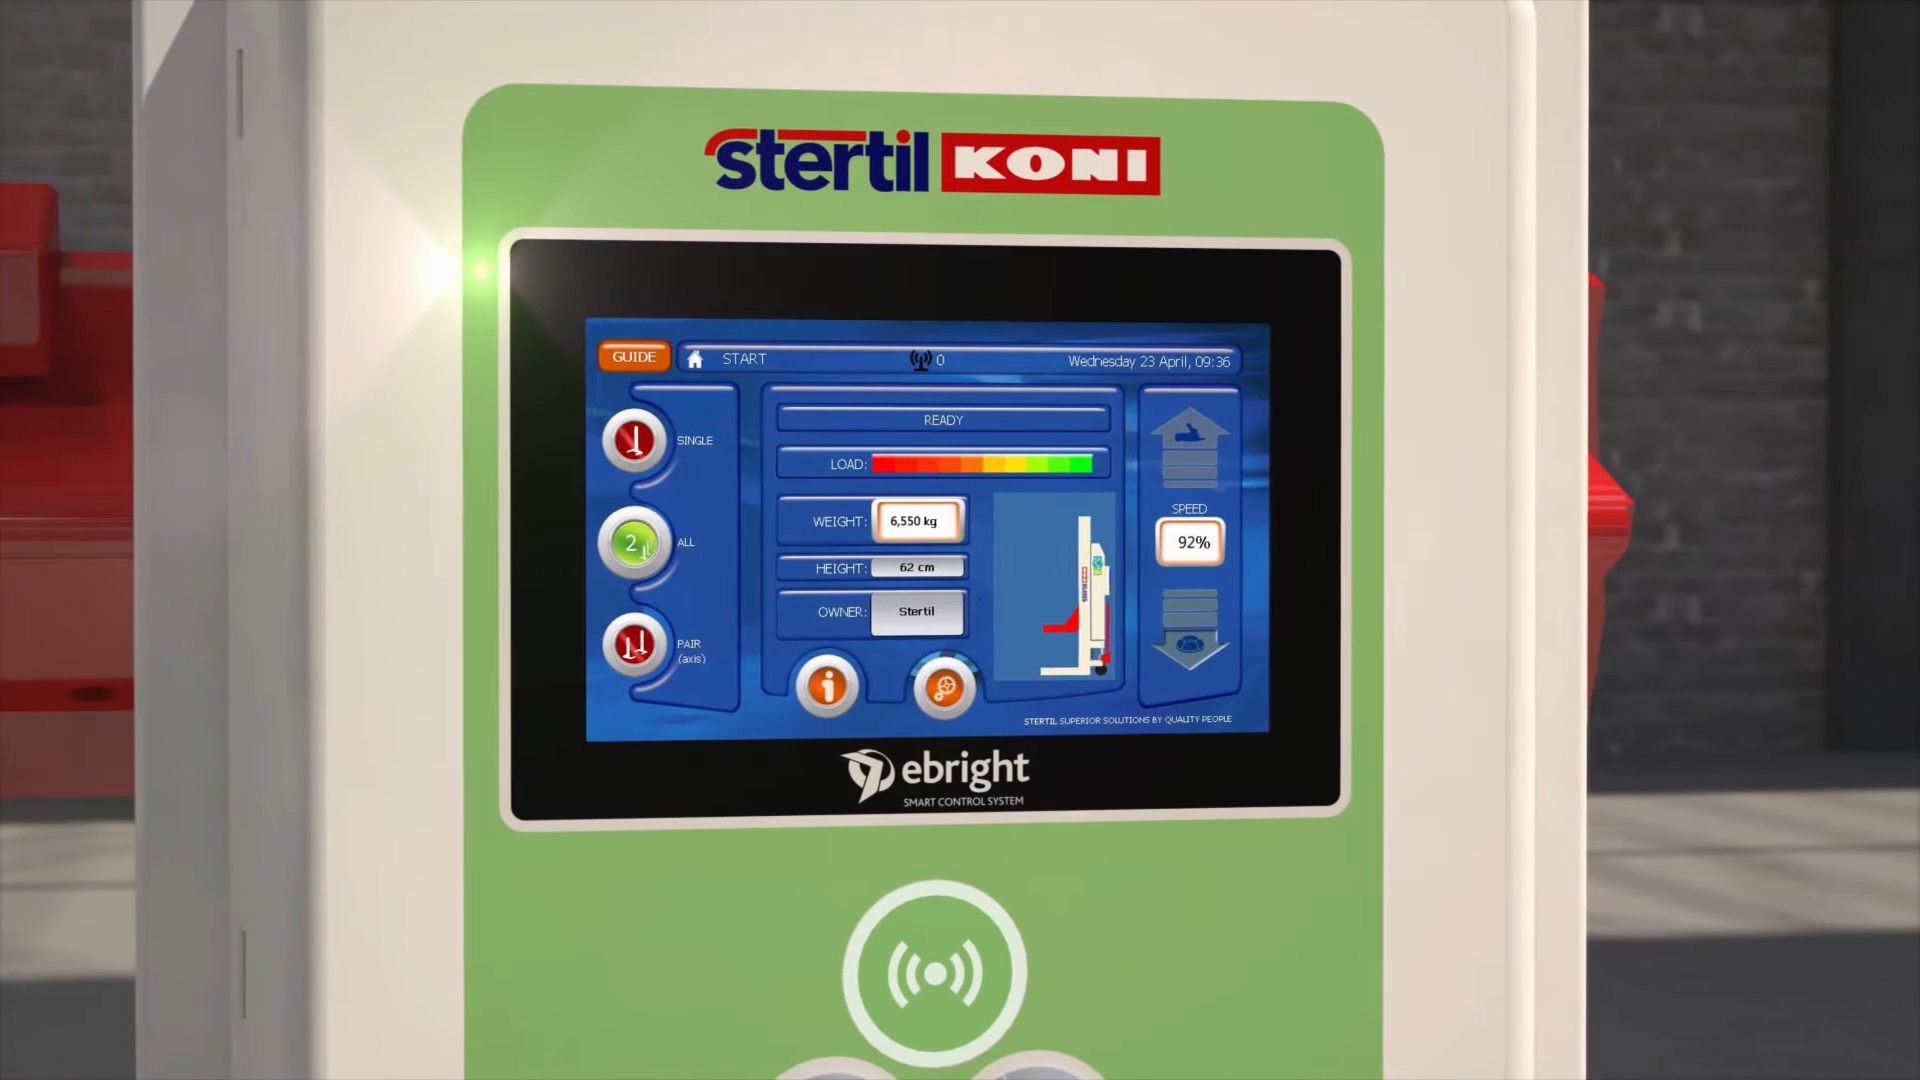 stertil KONI
GUIDE
START
0
Wednesday 23 April, 09:36
READY
LOAD:
SINGLE
WEIGHT: 6,550 kg
SPEED
92%
2
ALL
HEIGHT: 62 cm
OWNER: Stertil
PAIR
(axis)
STERTIL SUPERIOR SOLUTIONS BY QUALITY PEOPLE
ebright
SMART CONTROL SYSTEM